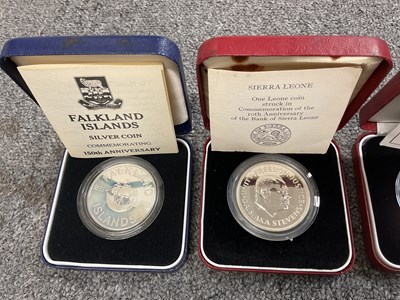 FALKLAND
ISLANDS
SILVER COIN
COMMEMORATING
150th ANNIVERSARY
FALKLAND
ISLANDS
SIERRA LEONE
One Leone coin
struck in
Commemoration of the
10th Anniversary
of the Bank of Sierra Leone
STEVENS